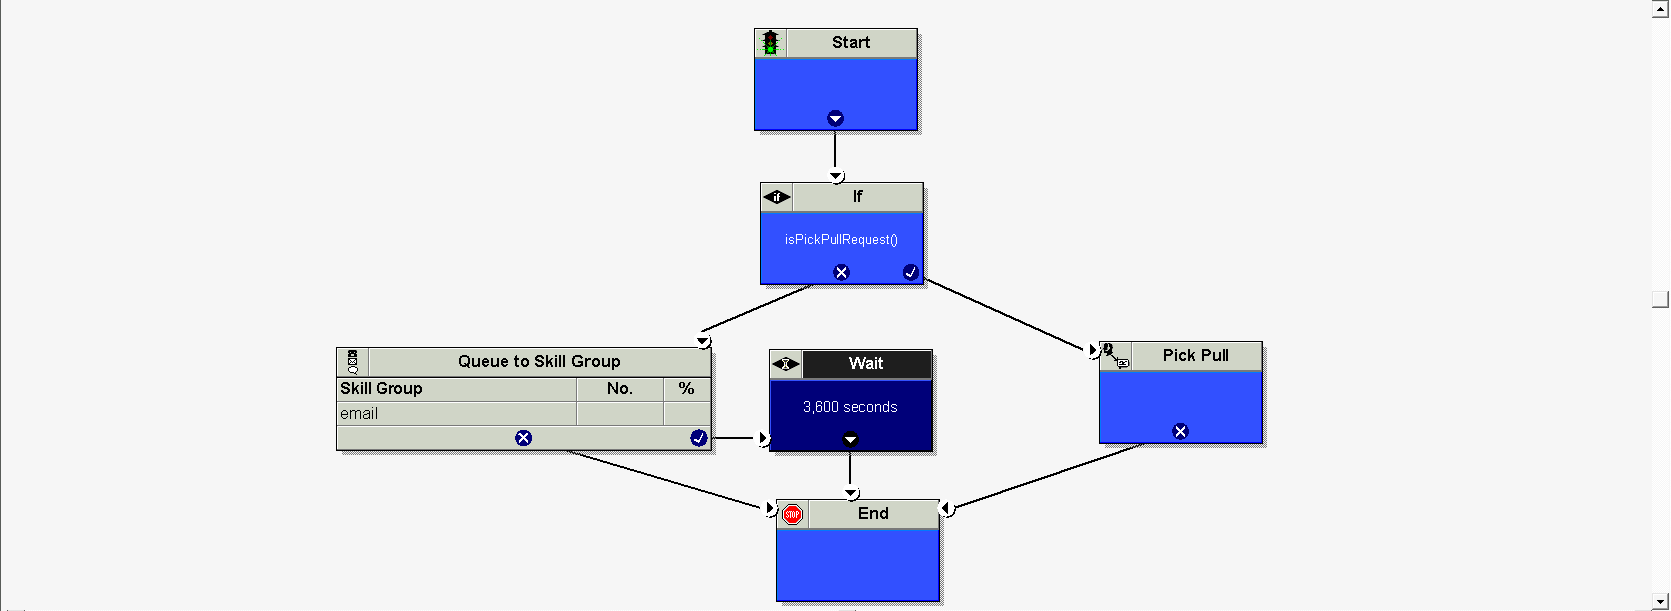 Start
if
If
isPickPullRequest()
Queue to Skill Group
Skill Group No. %
email
Wait
3,600 seconds
Pick Pull
STOP
End